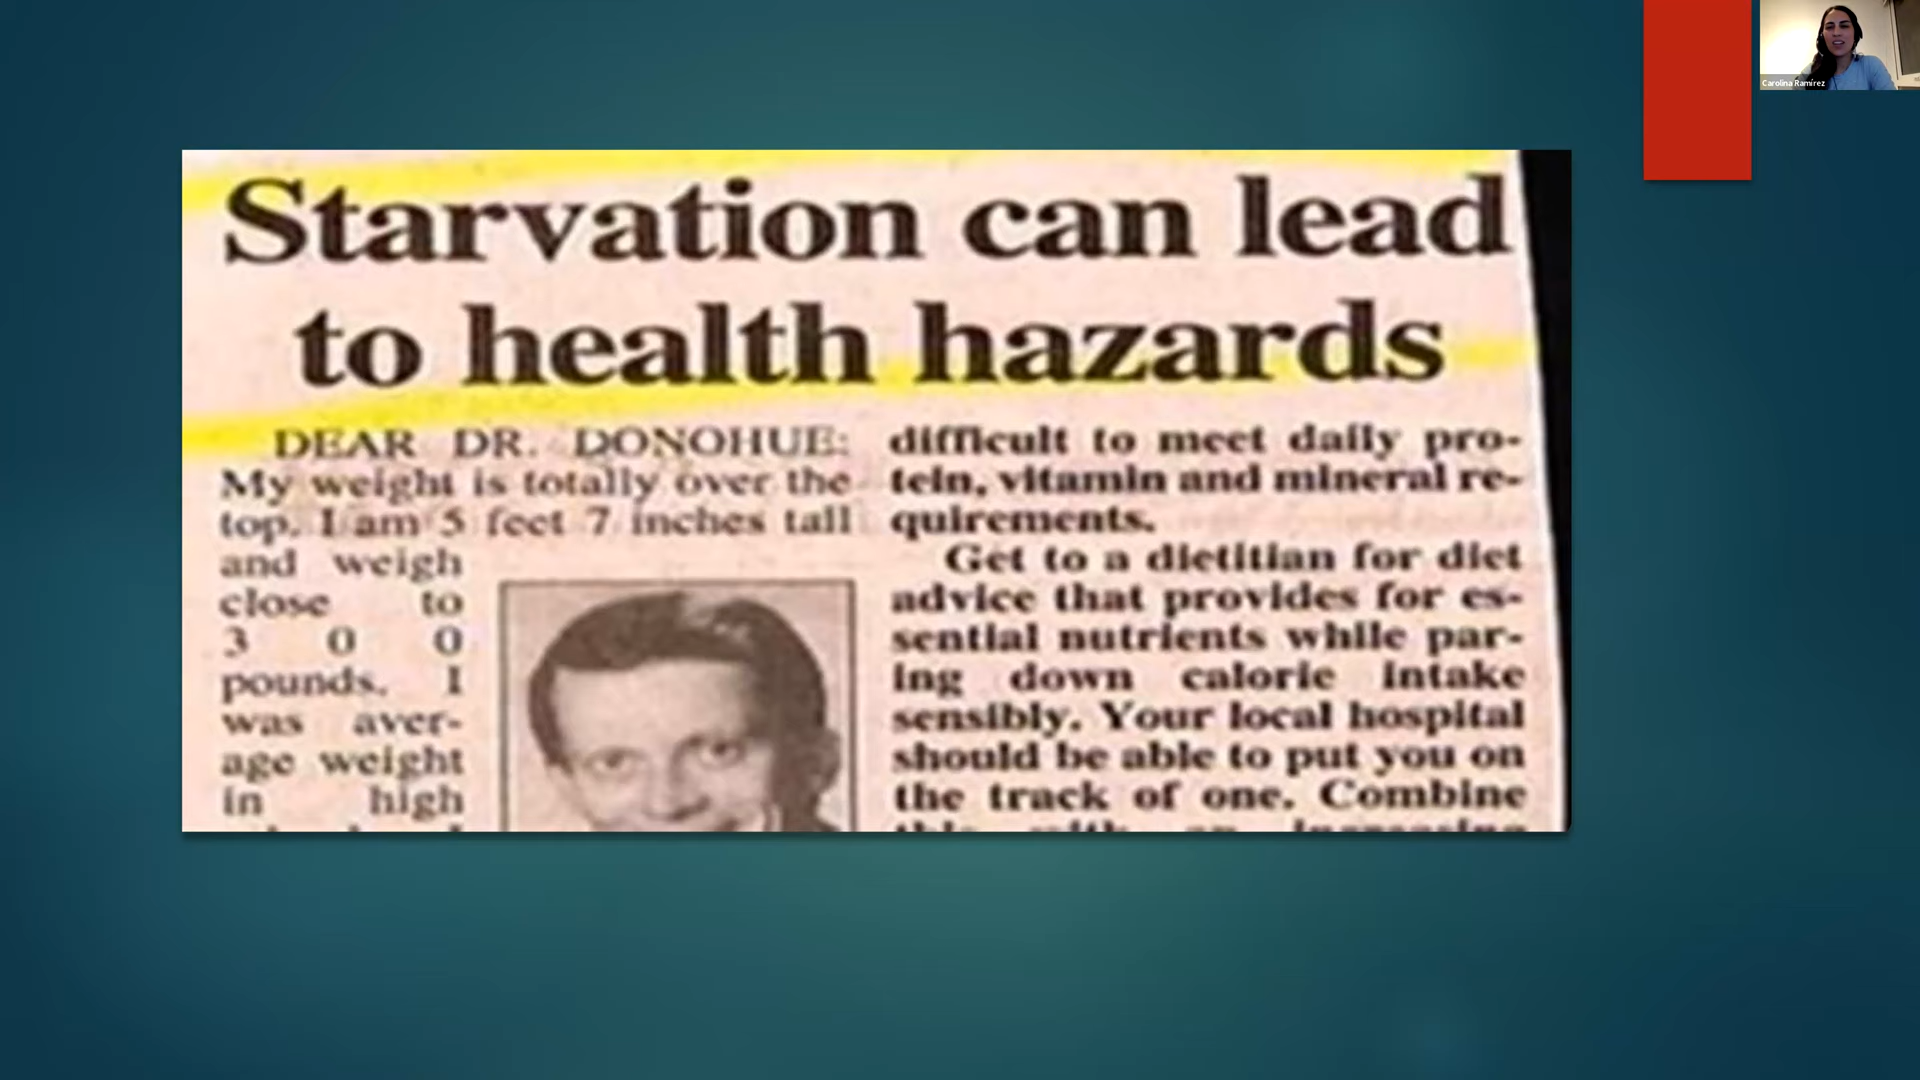 Carolina Ramírez
Starvation can lead
to health hazards
DEAR DR. DONOHUE:
My weight is totally over the
top. I am 5 feet 7 inches tall
and weigh
close to
3 0 0
pounds. I
was aver-
age weight
in high
difficult to meet daily pro-
tein, vitamin and mineral re-
quirements.
Get to a dietitian for diet
advice that provides for es-
sential nutrients while par-
ing down calorie intake
sensibly. Your local hospital
should be able to put you on
the track of one. Combine